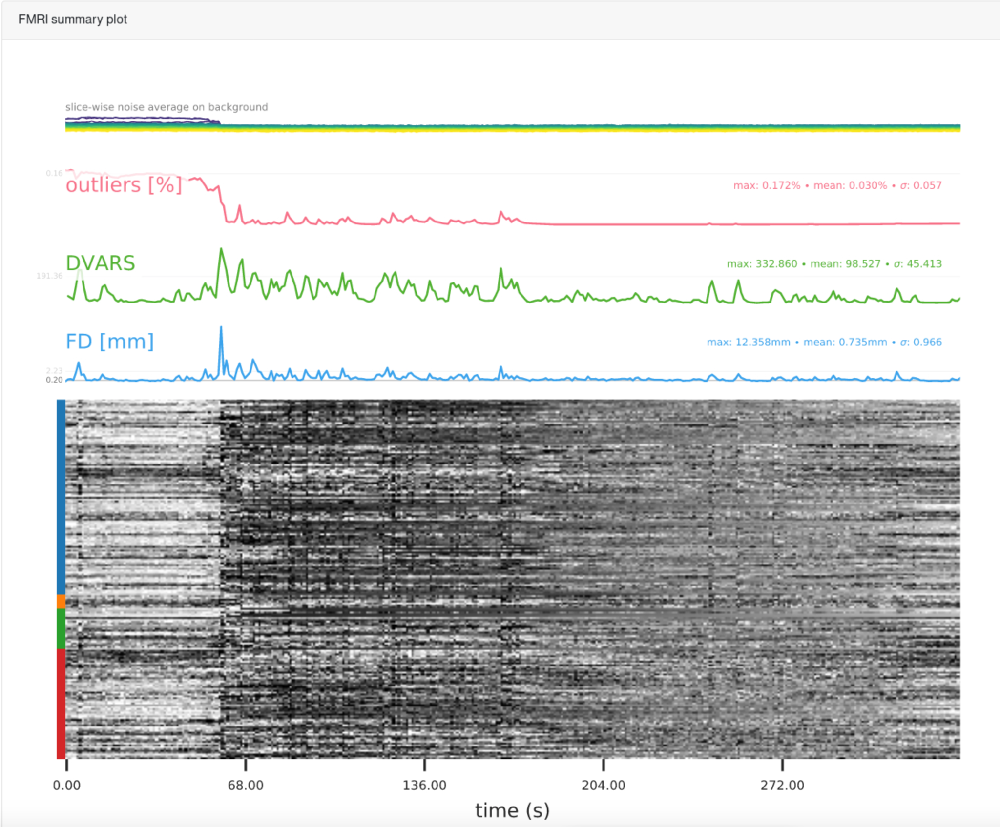 FMRI summary plot
slice-wise noise average on background
0.16
outliers [%]
max: 0.172% • mean: 0.030% • σ: 0.057
DVARS
max: 332.860 • mean: 98.527 • σ: 45.413
191.36
FD [mm]
max: 12.358mm • mean: 0.735mm • σ: 0.966
2.23
0.20
0.00 68.00 136.00 204.00 272.00
time (s)